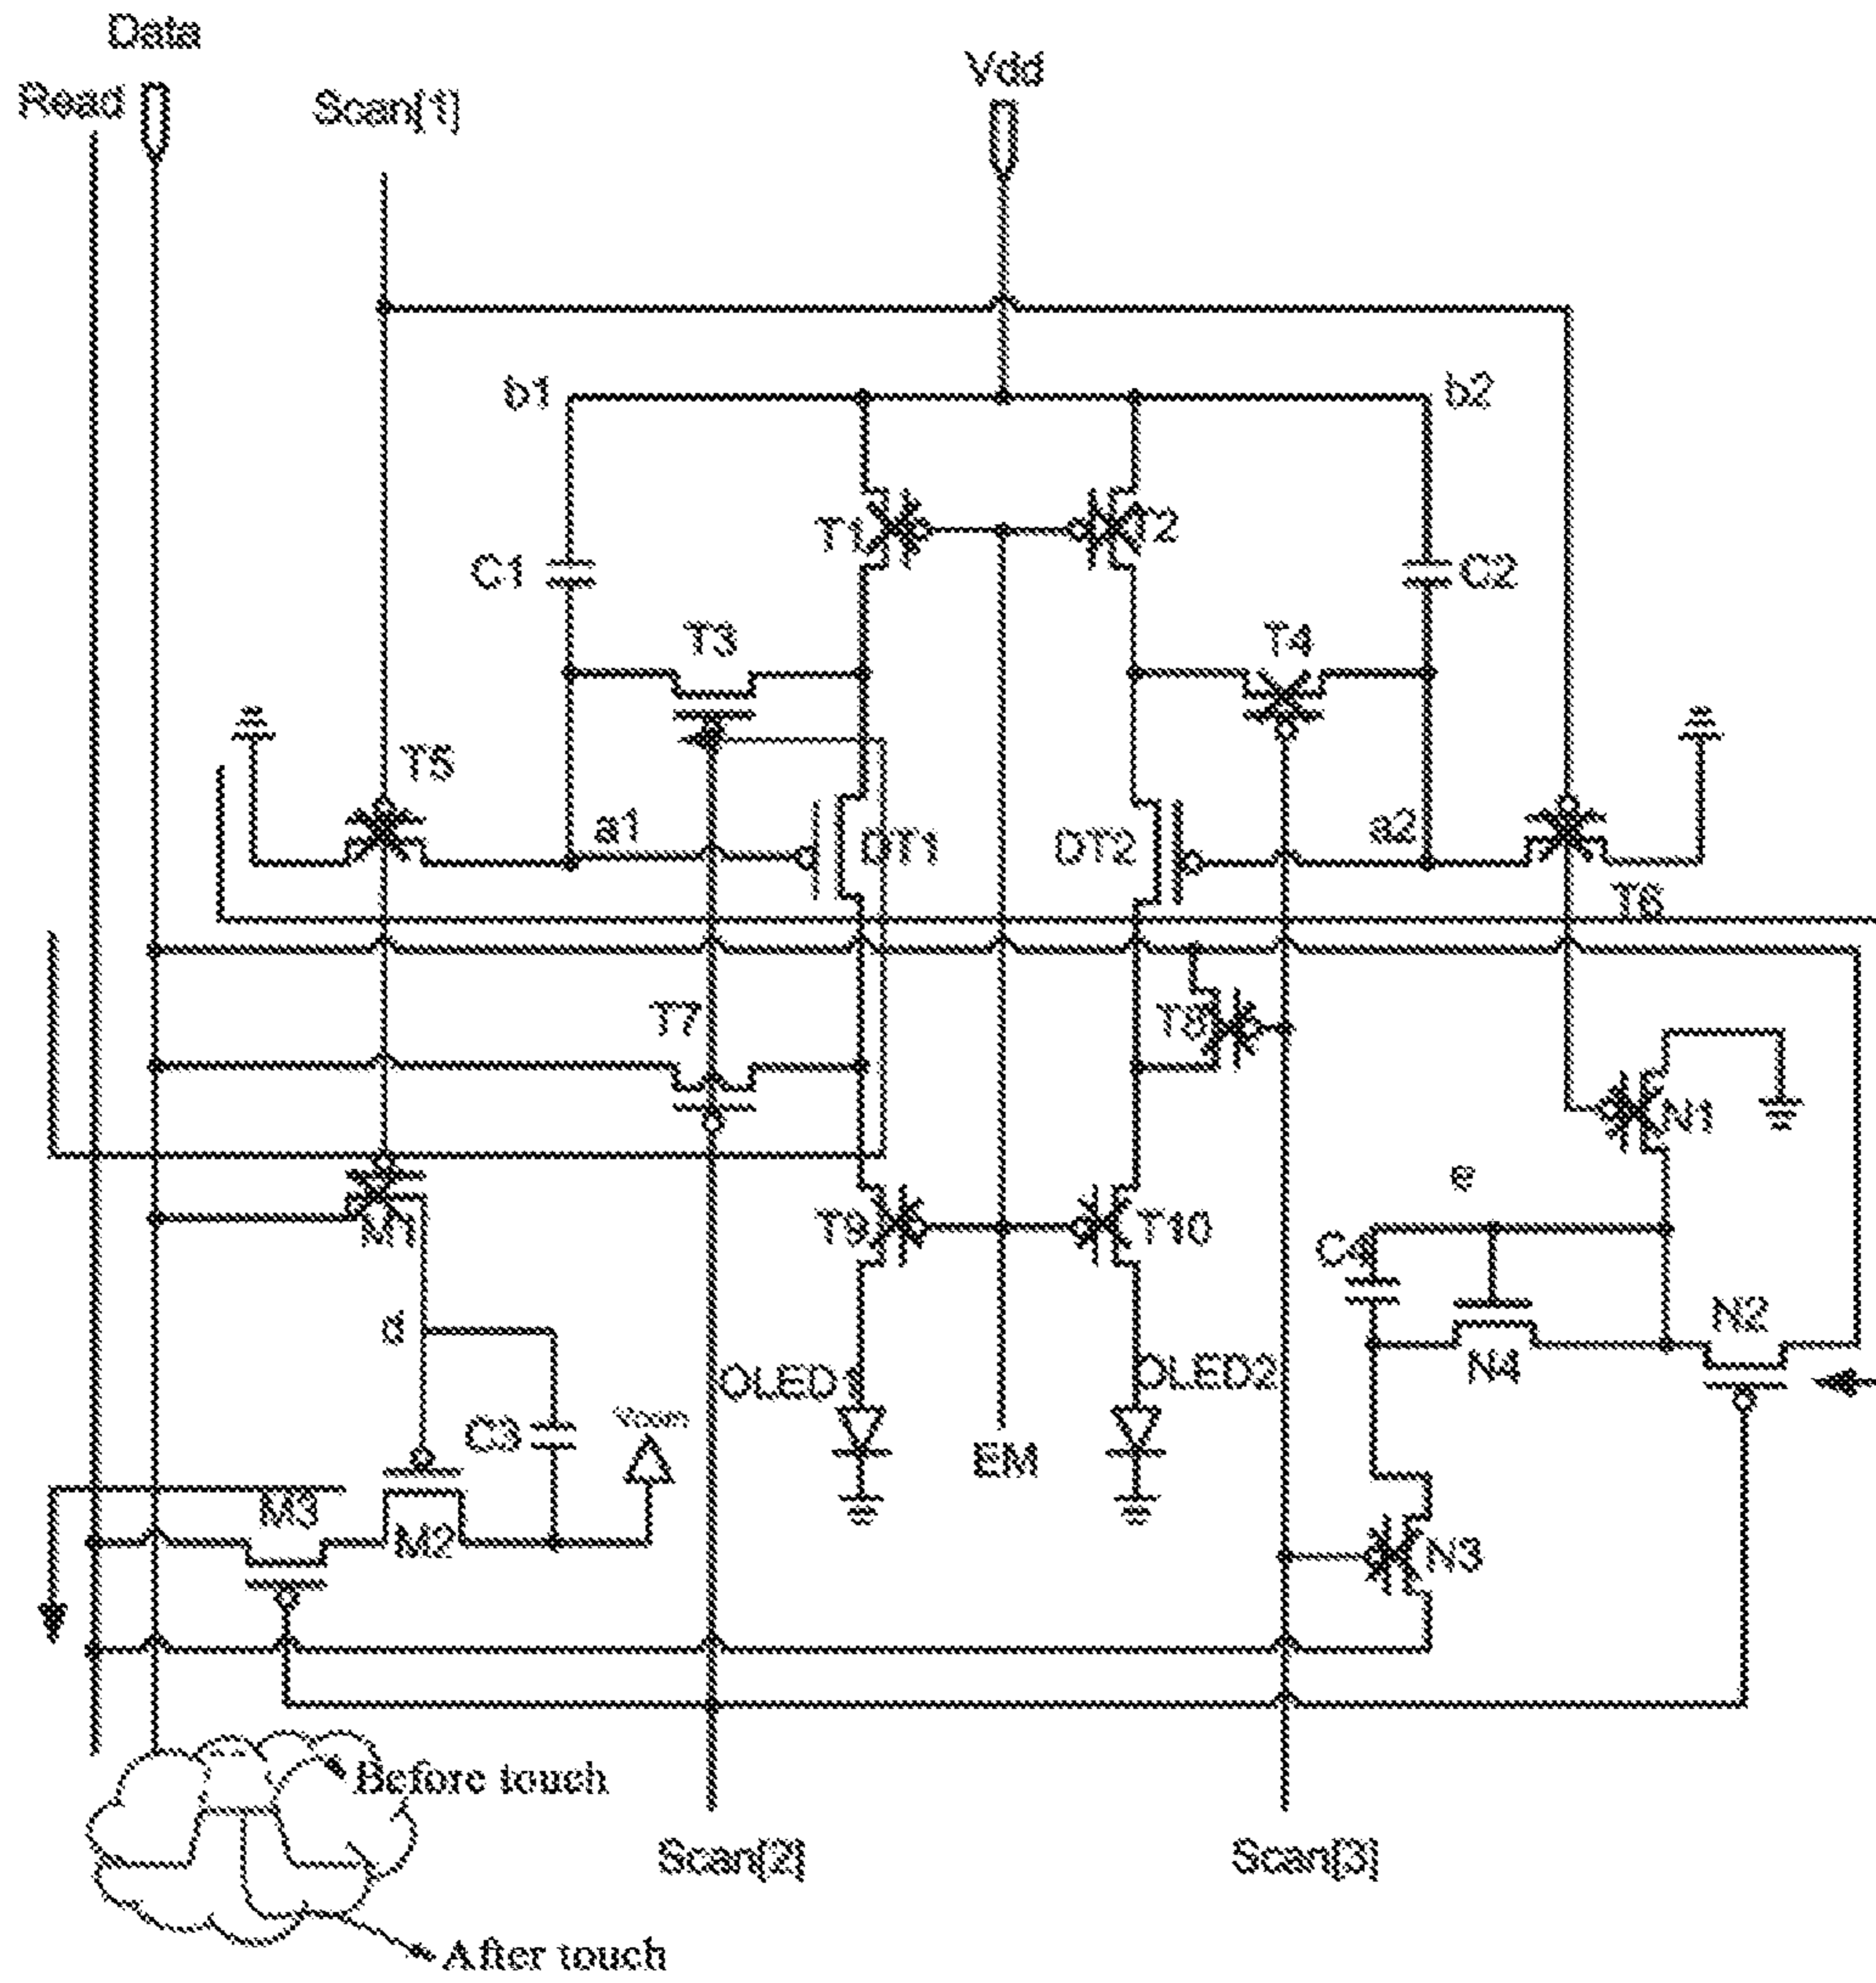 Data
Read
Scan[1]
Vdd
b1
b2
T1
T2
C1
C2
T3
T4
T5
a1
DT1
DT2
a2
T6
T7
T8
N1
M1
T9
T10
e
C4
N2
d
N4
OLED1
OLED2
C3
Vcom
EM
M3
M2
N3
Before touch
Scan[2]
Scan[3]
After touch